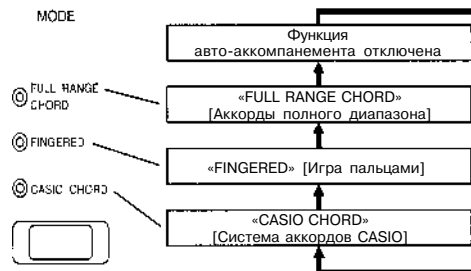 MODE
Функция
авто-аккомпанемента отключена
FULL RANGE
CHORD
«FULL RANGE CHORD»
[Аккорды полного диапазона]
FINGERED
«FINGERED» [Игра пальцами]
CASIO CHORD
«CASIO CHORD»
[Система аккордов CASIO]